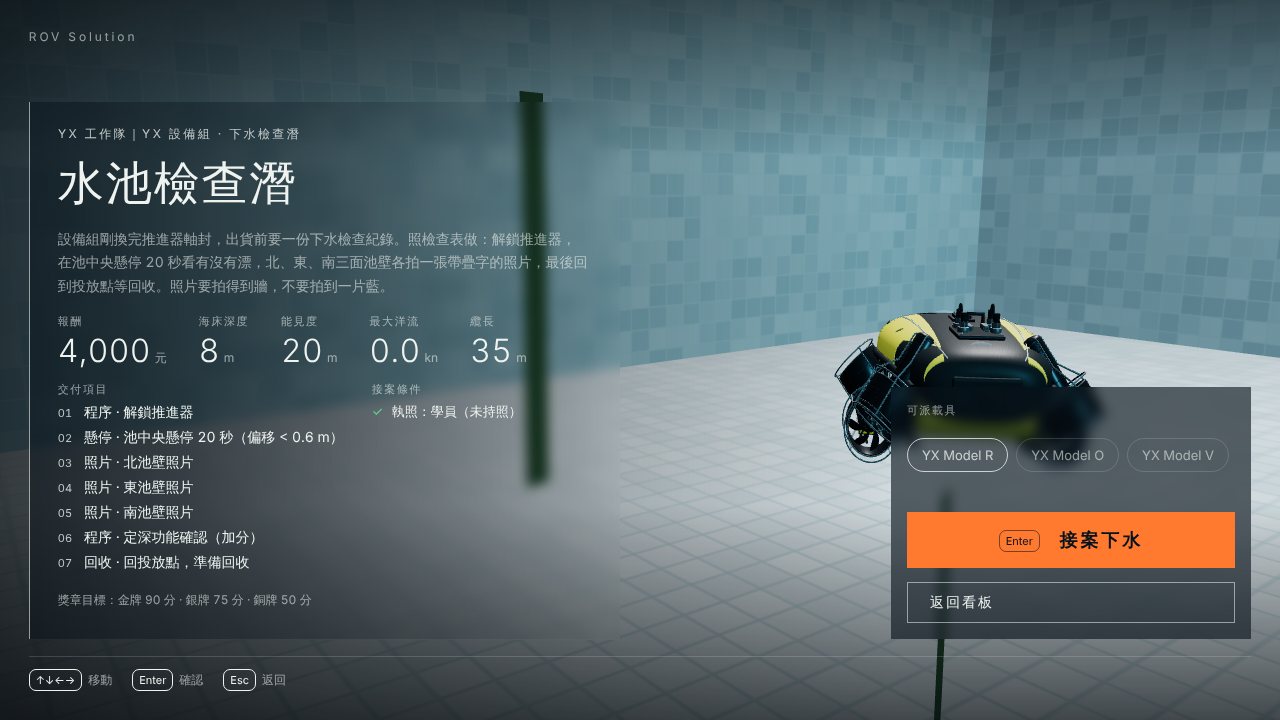 ROV Solution
YX 工作隊｜YX 設備組 · 下水檢查潛
水池檢查潛
設備組剛換完推進器軸封，出貨前要一份下水檢查紀錄。照檢查表做：解鎖推進器，
在池中央懸停 20 秒看有沒有漂，北、東、南三面池壁各拍一張帶疊字的照片，最後回
到投放點等回收。照片要拍得到牆，不要拍到一片藍。
報酬 海床深度 能見度 最大洋流 纜長
4,000 元 8 m 20 m 0.0 kn 35 m
交付項目
01 程序 · 解鎖推進器
02 懸停 · 池中央懸停 20 秒（偏移 < 0.6 m）
03 照片 · 北池壁照片
04 照片 · 東池壁照片
05 照片 · 南池壁照片
06 程序 · 定深功能確認（加分）
07 回收 · 回投放點，準備回收
接案條件
✓ 執照：學員（未持照）
獎章目標：金牌 90 分 · 銀牌 75 分 · 銅牌 50 分
可派載具
YX Model R YX Model O YX Model V
Enter 接案下水
返回看板
↑↓←→ 移動 Enter 確認 Esc 返回